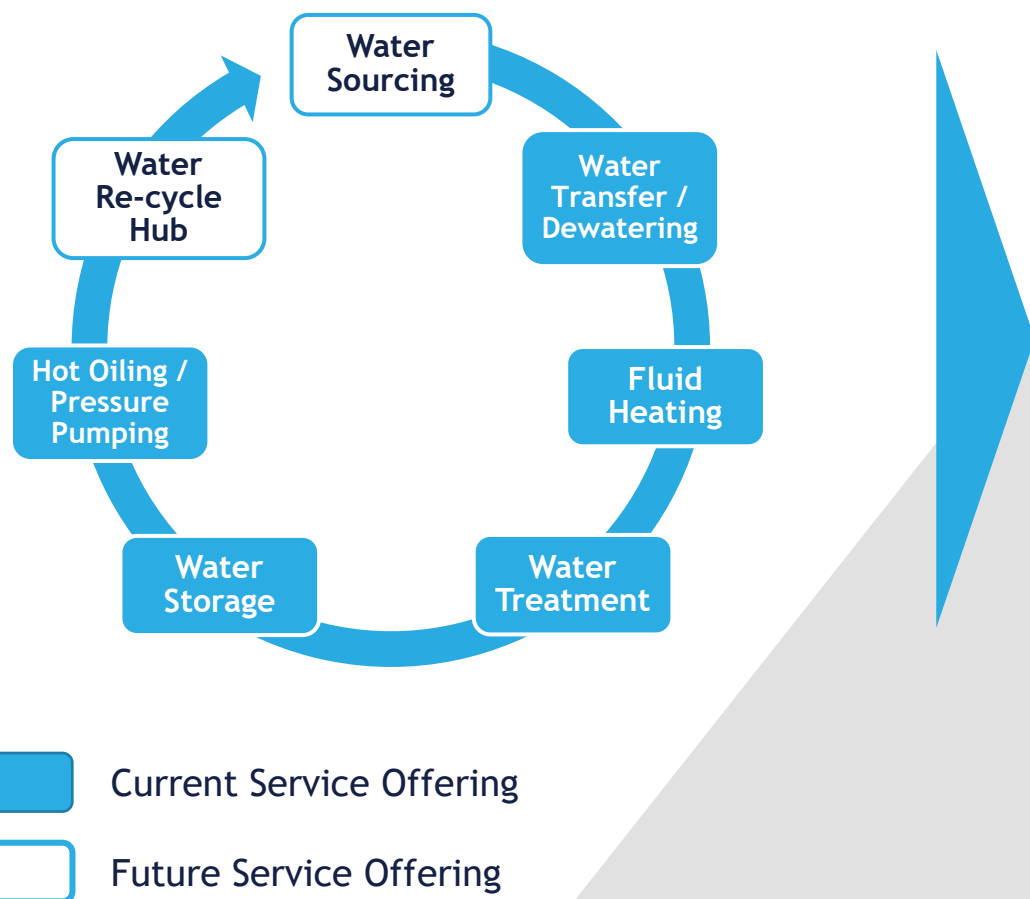 Water
Sourcing
Water
Transfer /
Dewatering
Fluid
Heating
Water
Treatment
Water
Storage
Hot Oiling /
Pressure
Pumping
Water
Re-cycle
Hub
Current Service Offering
Future Service Offering